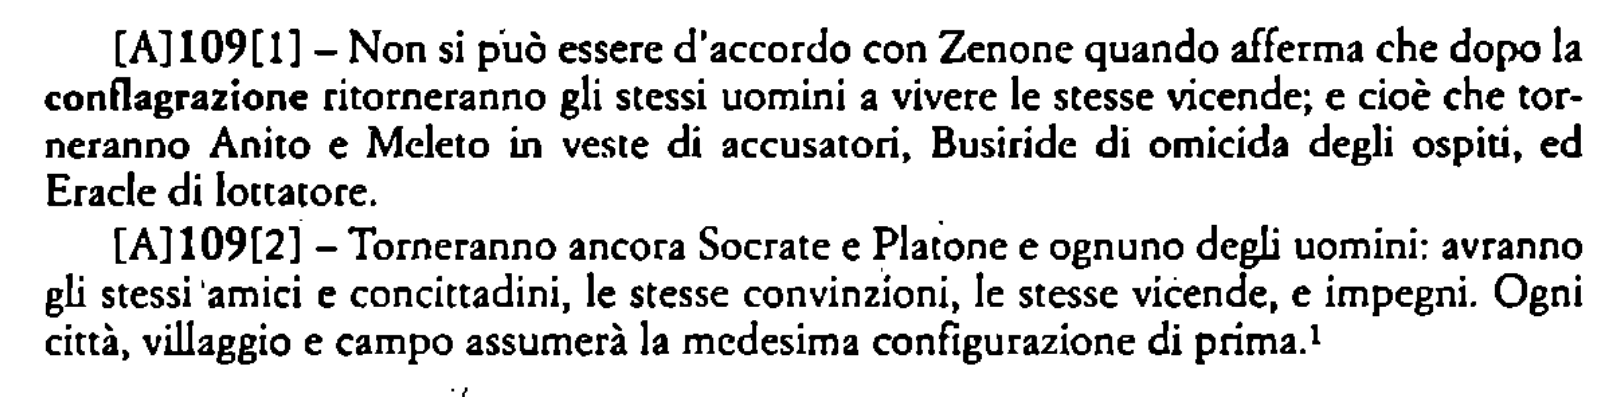 [A]109[1] – Non si può essere d'accordo con Zenone quando afferma che dopo la
conflagrazione ritorneranno gli stessi uomini a vivere le stesse vicende; e cioè che tor-
neranno Anito e Meleto in veste di accusatori, Busiride di omicida degli ospiti, ed
Eracle di lottatore.
[A]109[2] – Torneranno ancora Socrate e Platone e ognuno degli uomini: avranno
gli stessi amici e concittadini, le stesse convinzioni, le stesse vicende, e impegni. Ogni
città, villaggio e campo assumerà la medesima configurazione di prima.¹